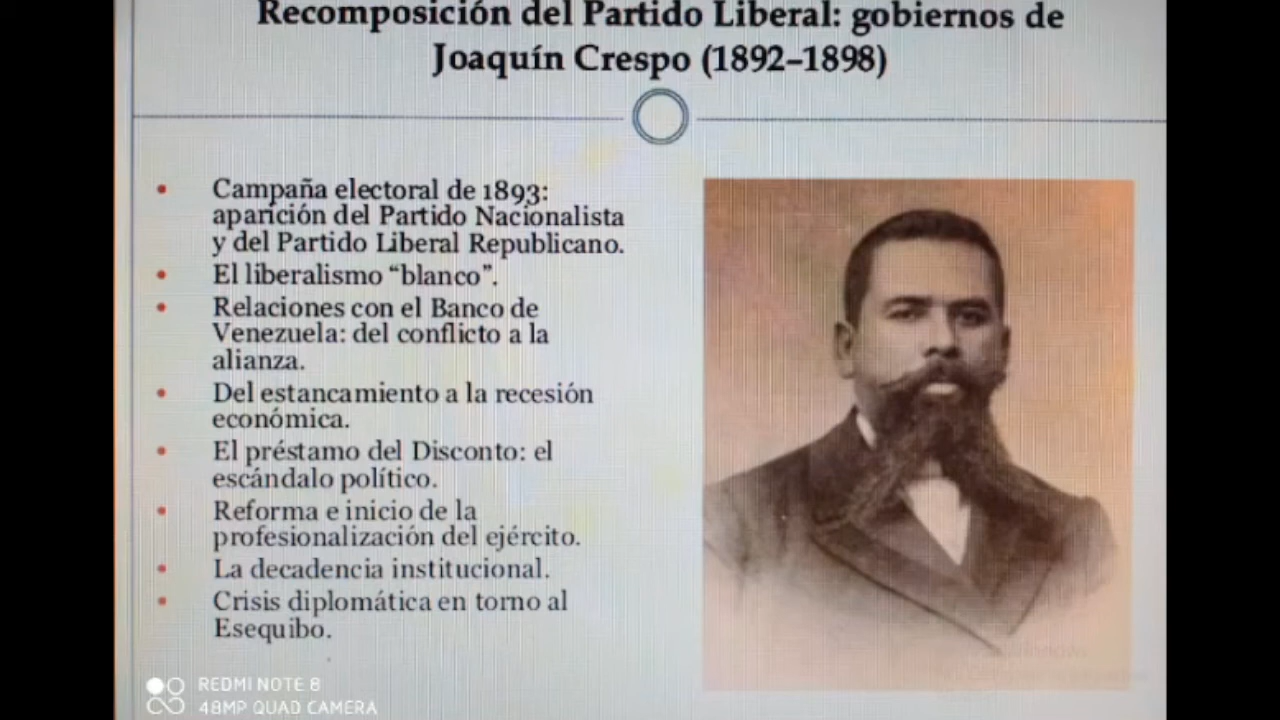 Recomposición del Partido Liberal: gobiernos de
Joaquín Crespo (1892–1898)
• Campaña electoral de 1893:
aparición del Partido Nacionalista
y del Partido Liberal Republicano.
• El liberalismo “blanco”.
• Relaciones con el Banco de
Venezuela: del conflicto a la
alianza.
• Del estancamiento a la recesión
económica.
• El préstamo del Disconto: el
escándalo político.
• Reforma e inicio de la
profesionalización del ejército.
• La decadencia institucional.
• Crisis diplomática en torno al
Esequibo.
REDMI NOTE 8
48MP QUAD CAMERA